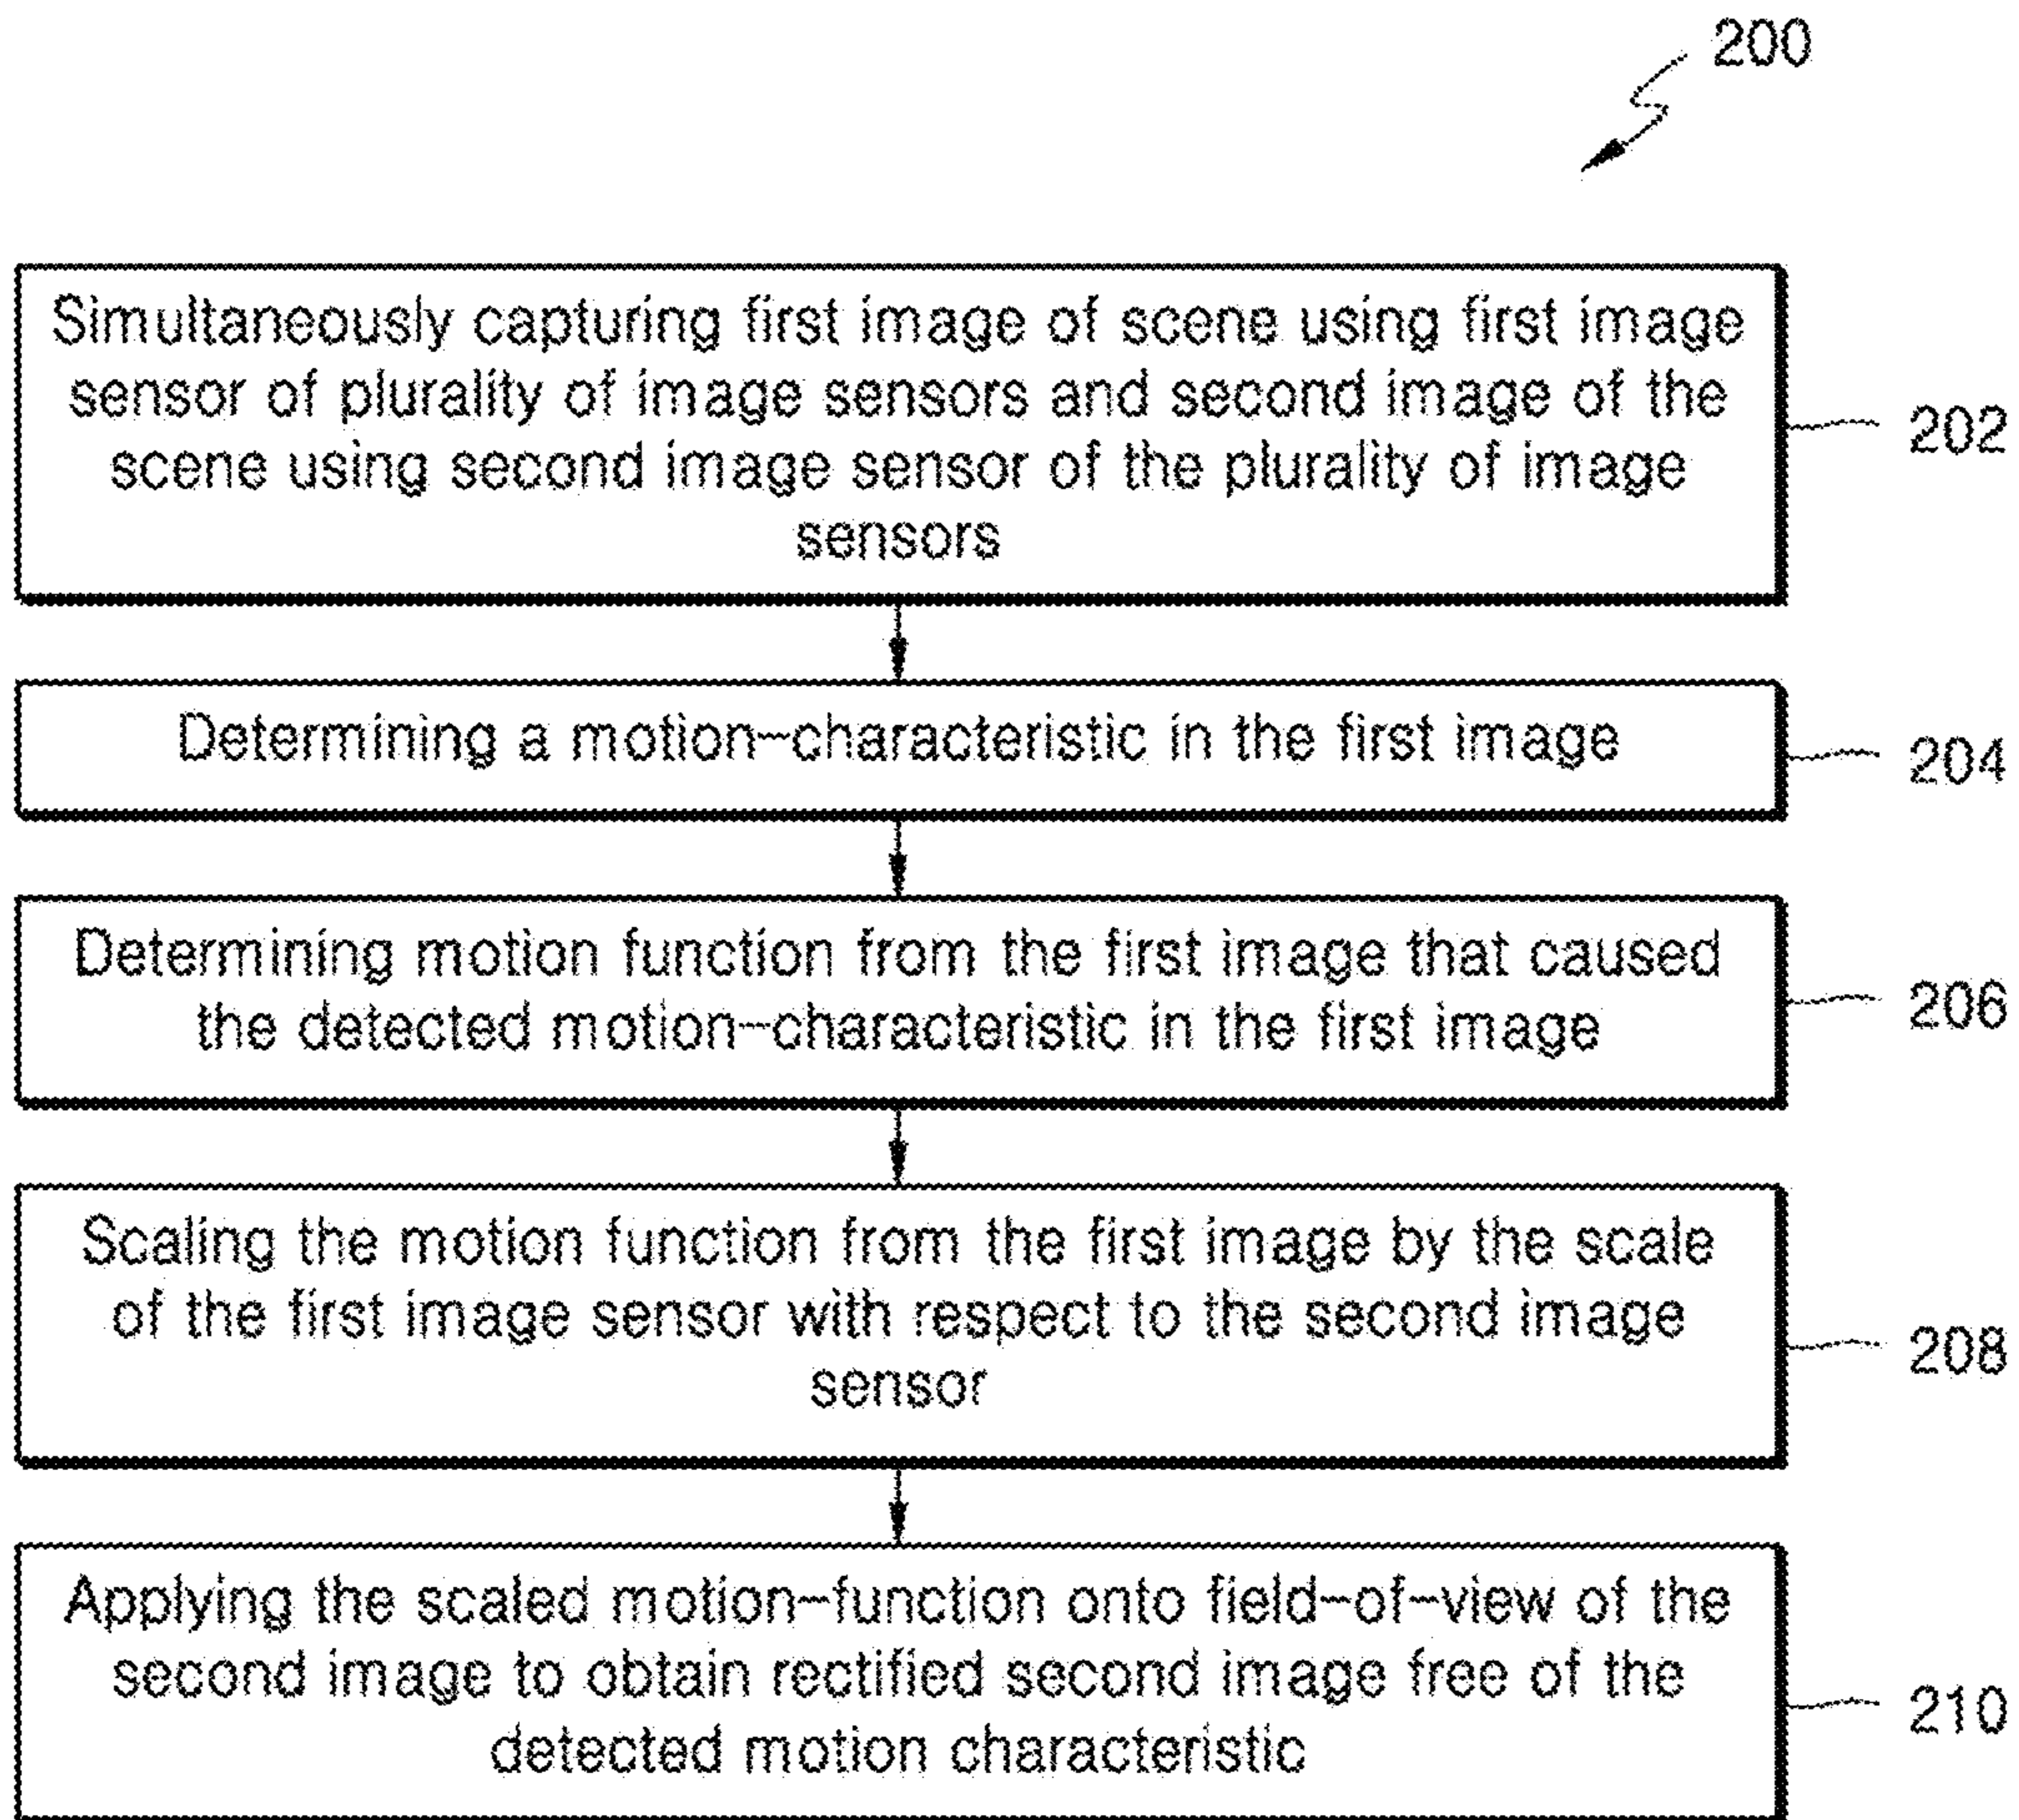 200
Simultaneously capturing first image of scene using first image
sensor of plurality of image sensors and second image of the
scene using second image sensor of the plurality of image
sensors
202
Determining a motion-characteristic in the first image
204
Determining motion function from the first image that caused
the detected motion-characteristic in the first image
206
Scaling the motion function from the first image by the scale
of the first image sensor with respect to the second image
sensor
208
Applying the scaled motion-function onto field-of-view of the
second image to obtain rectified second image free of the
detected motion characteristic
210